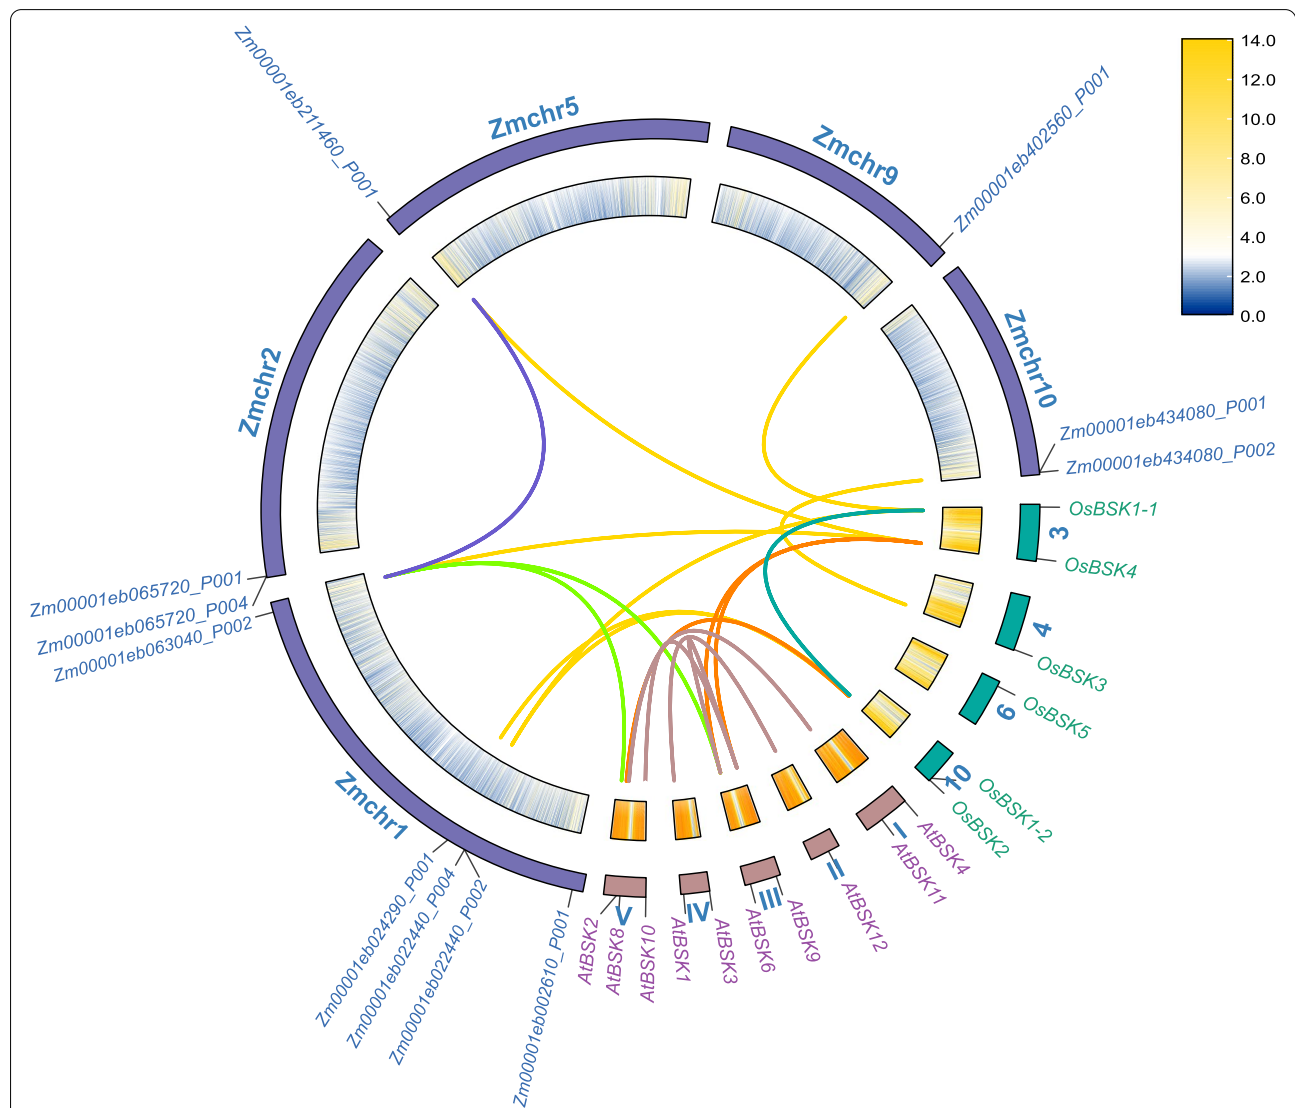 Zm00001eb211460_P001
Zmchr5
Zmchr9
Zm00001eb402560_P001
14.0
12.0
10.0
8.0
6.0
4.0
2.0
0.0
Zmchr2
Zmchr10
Zm00001eb434080_P001
Zm00001eb434080_P002
OsBSK1-1
3
OsBSK4
Zm00001eb065720_P001
Zm00001eb065720_P004
Zm00001eb063040_P002
4
OsBSK3
6
OsBSK5
10
OsBSK1-2
OsBSK2
Zmchr1
I
AtBSK4
AtBSK11
II
AtBSK12
III
AtBSK9
AtBSK6
IV
AtBSK3
AtBSK1
V
AtBSK10
AtBSK8
AtBSK2
Zm00001eb024290_P001
Zm00001eb022440_P004
Zm00001eb022440_P002
Zm00001eb002610_P001